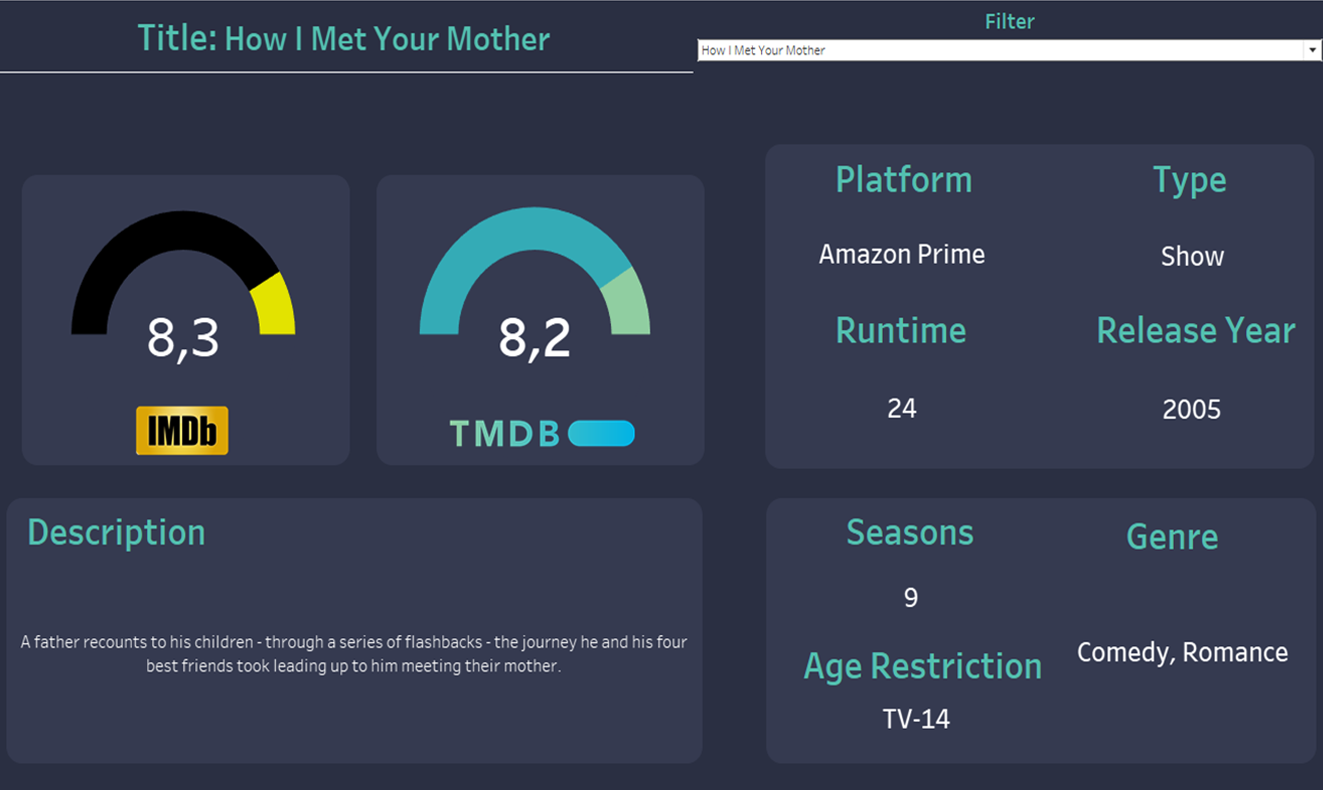 Title: How I Met Your Mother
Filter
How I Met Your Mother
8,3
IMDb
8,2
TMDB
Platform
Type
Amazon Prime
Show
Runtime
Release Year
24
2005
Description
A father recounts to his children - through a series of flashbacks - the journey he and his four
best friends took leading up to him meeting their mother.
Seasons
Genre
9
Comedy, Romance
Age Restriction
TV-14